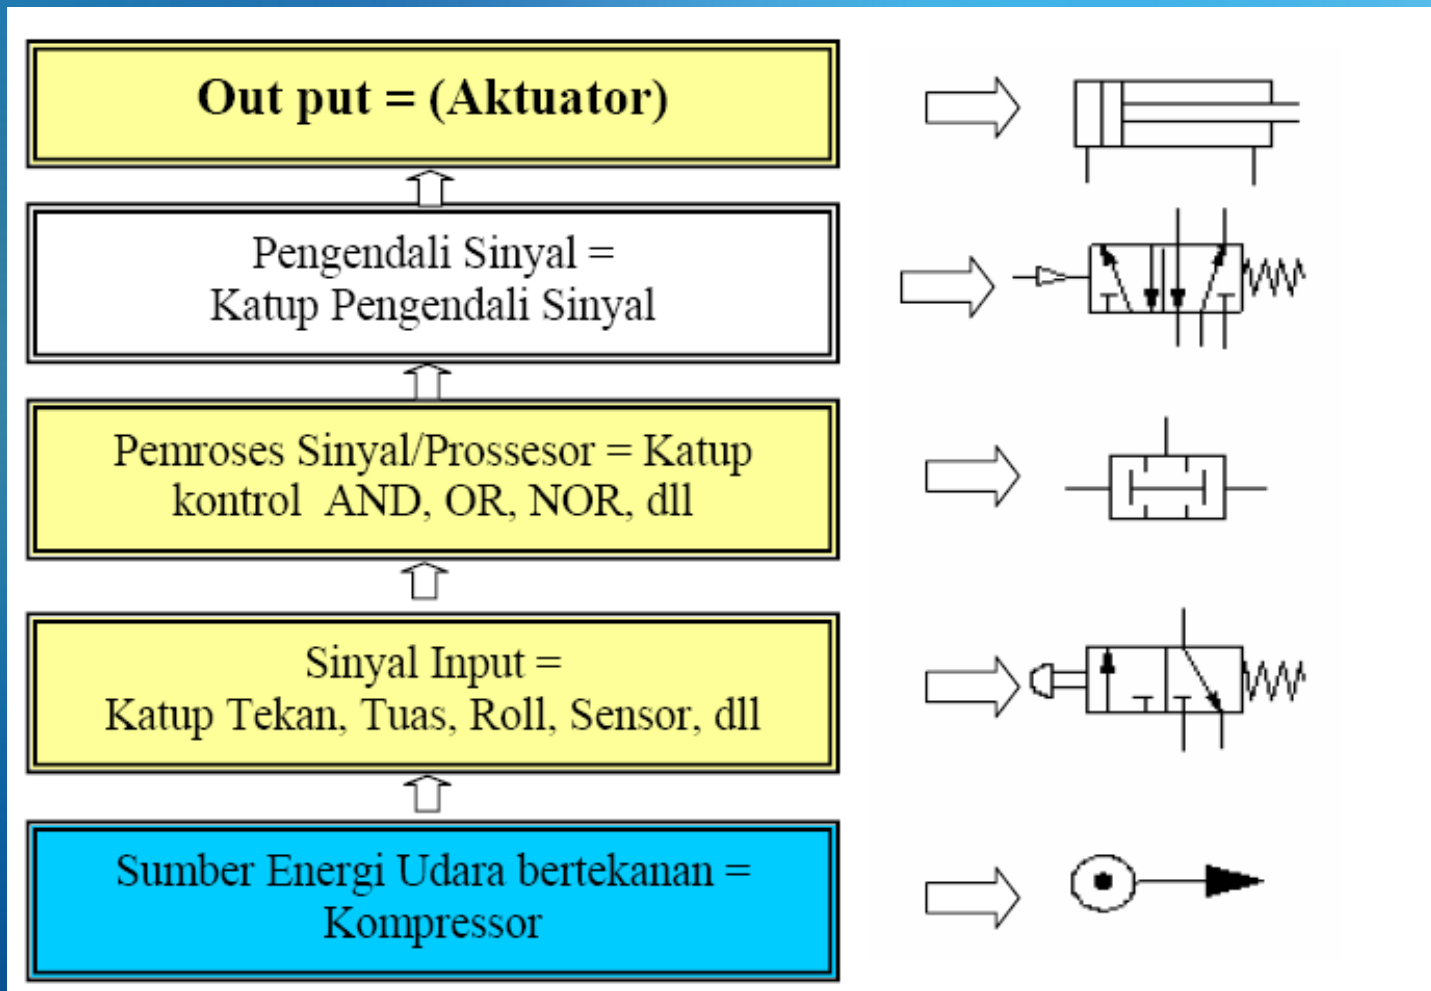 Out put = (Aktuator)
Pengendali Sinyal =
Katup Pengendali Sinyal
Pemroses Sinyal/Prossesor = Katup
kontrol AND, OR, NOR, dll
Sinyal Input =
Katup Tekan, Tuas, Roll, Sensor, dll
Sumber Energi Udara bertekanan =
Kompressor